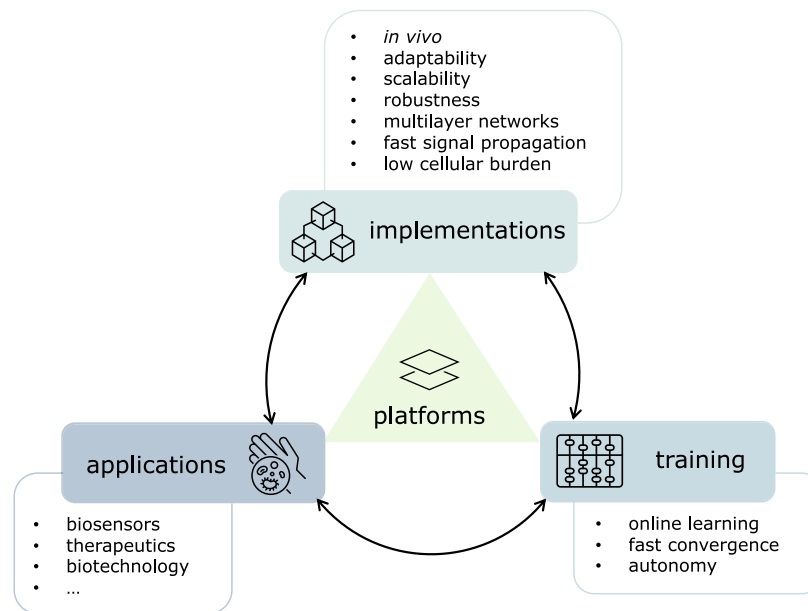 • in vivo
• adaptability
• scalability
• robustness
• multilayer networks
• fast signal propagation
• low cellular burden
implementations
platforms
applications
• biosensors
• therapeutics
• biotechnology
• ...
training
• online learning
• fast convergence
• autonomy